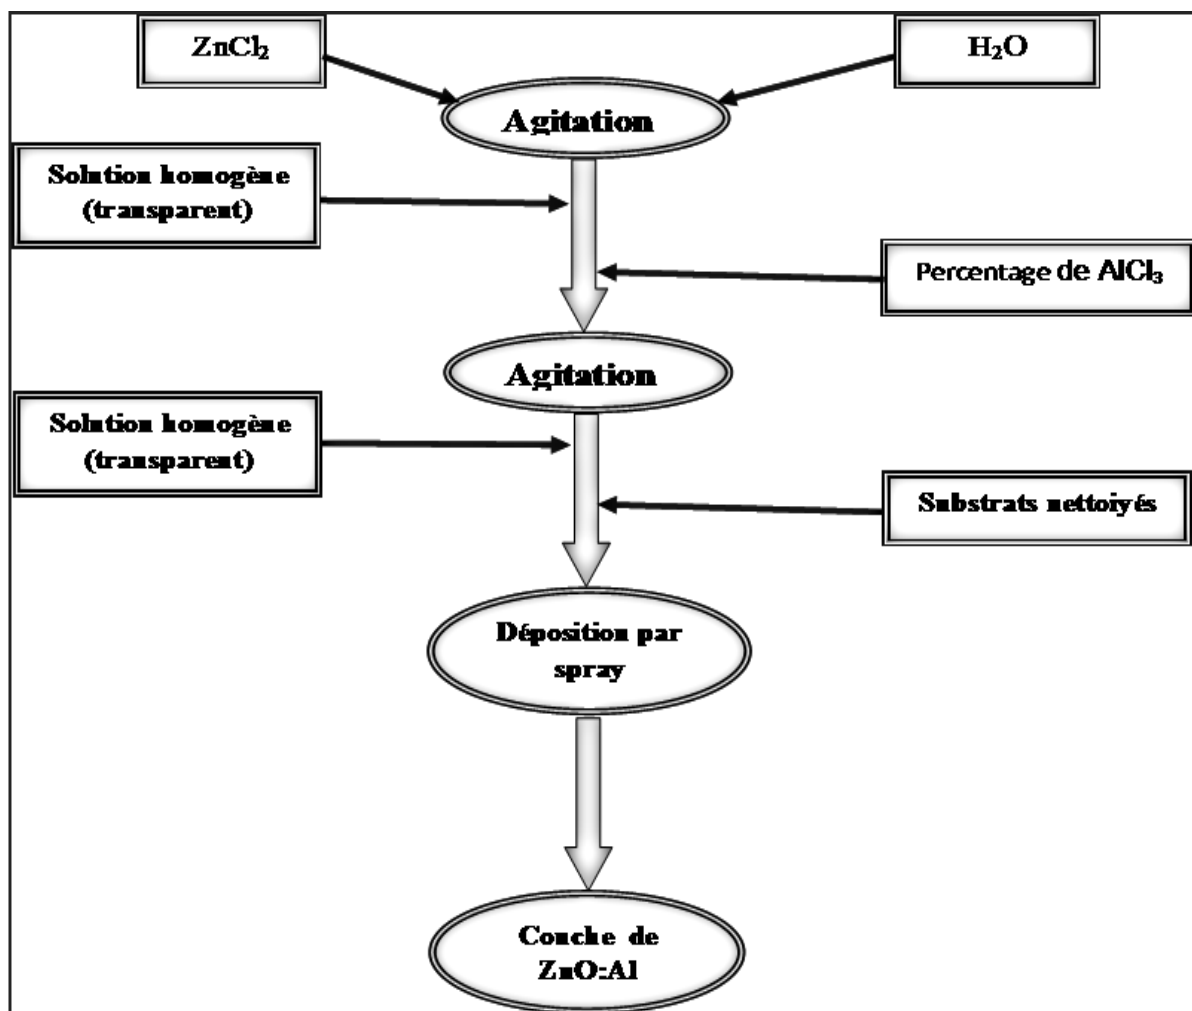 ZnCl₂
H₂O
Agitation
Solution homogène
(transparent)
Percentage de AlCl₃
Agitation
Solution homogène
(transparent)
Substrats nettoiyés
Déposition par
spray
Couche de
ZnO:Al